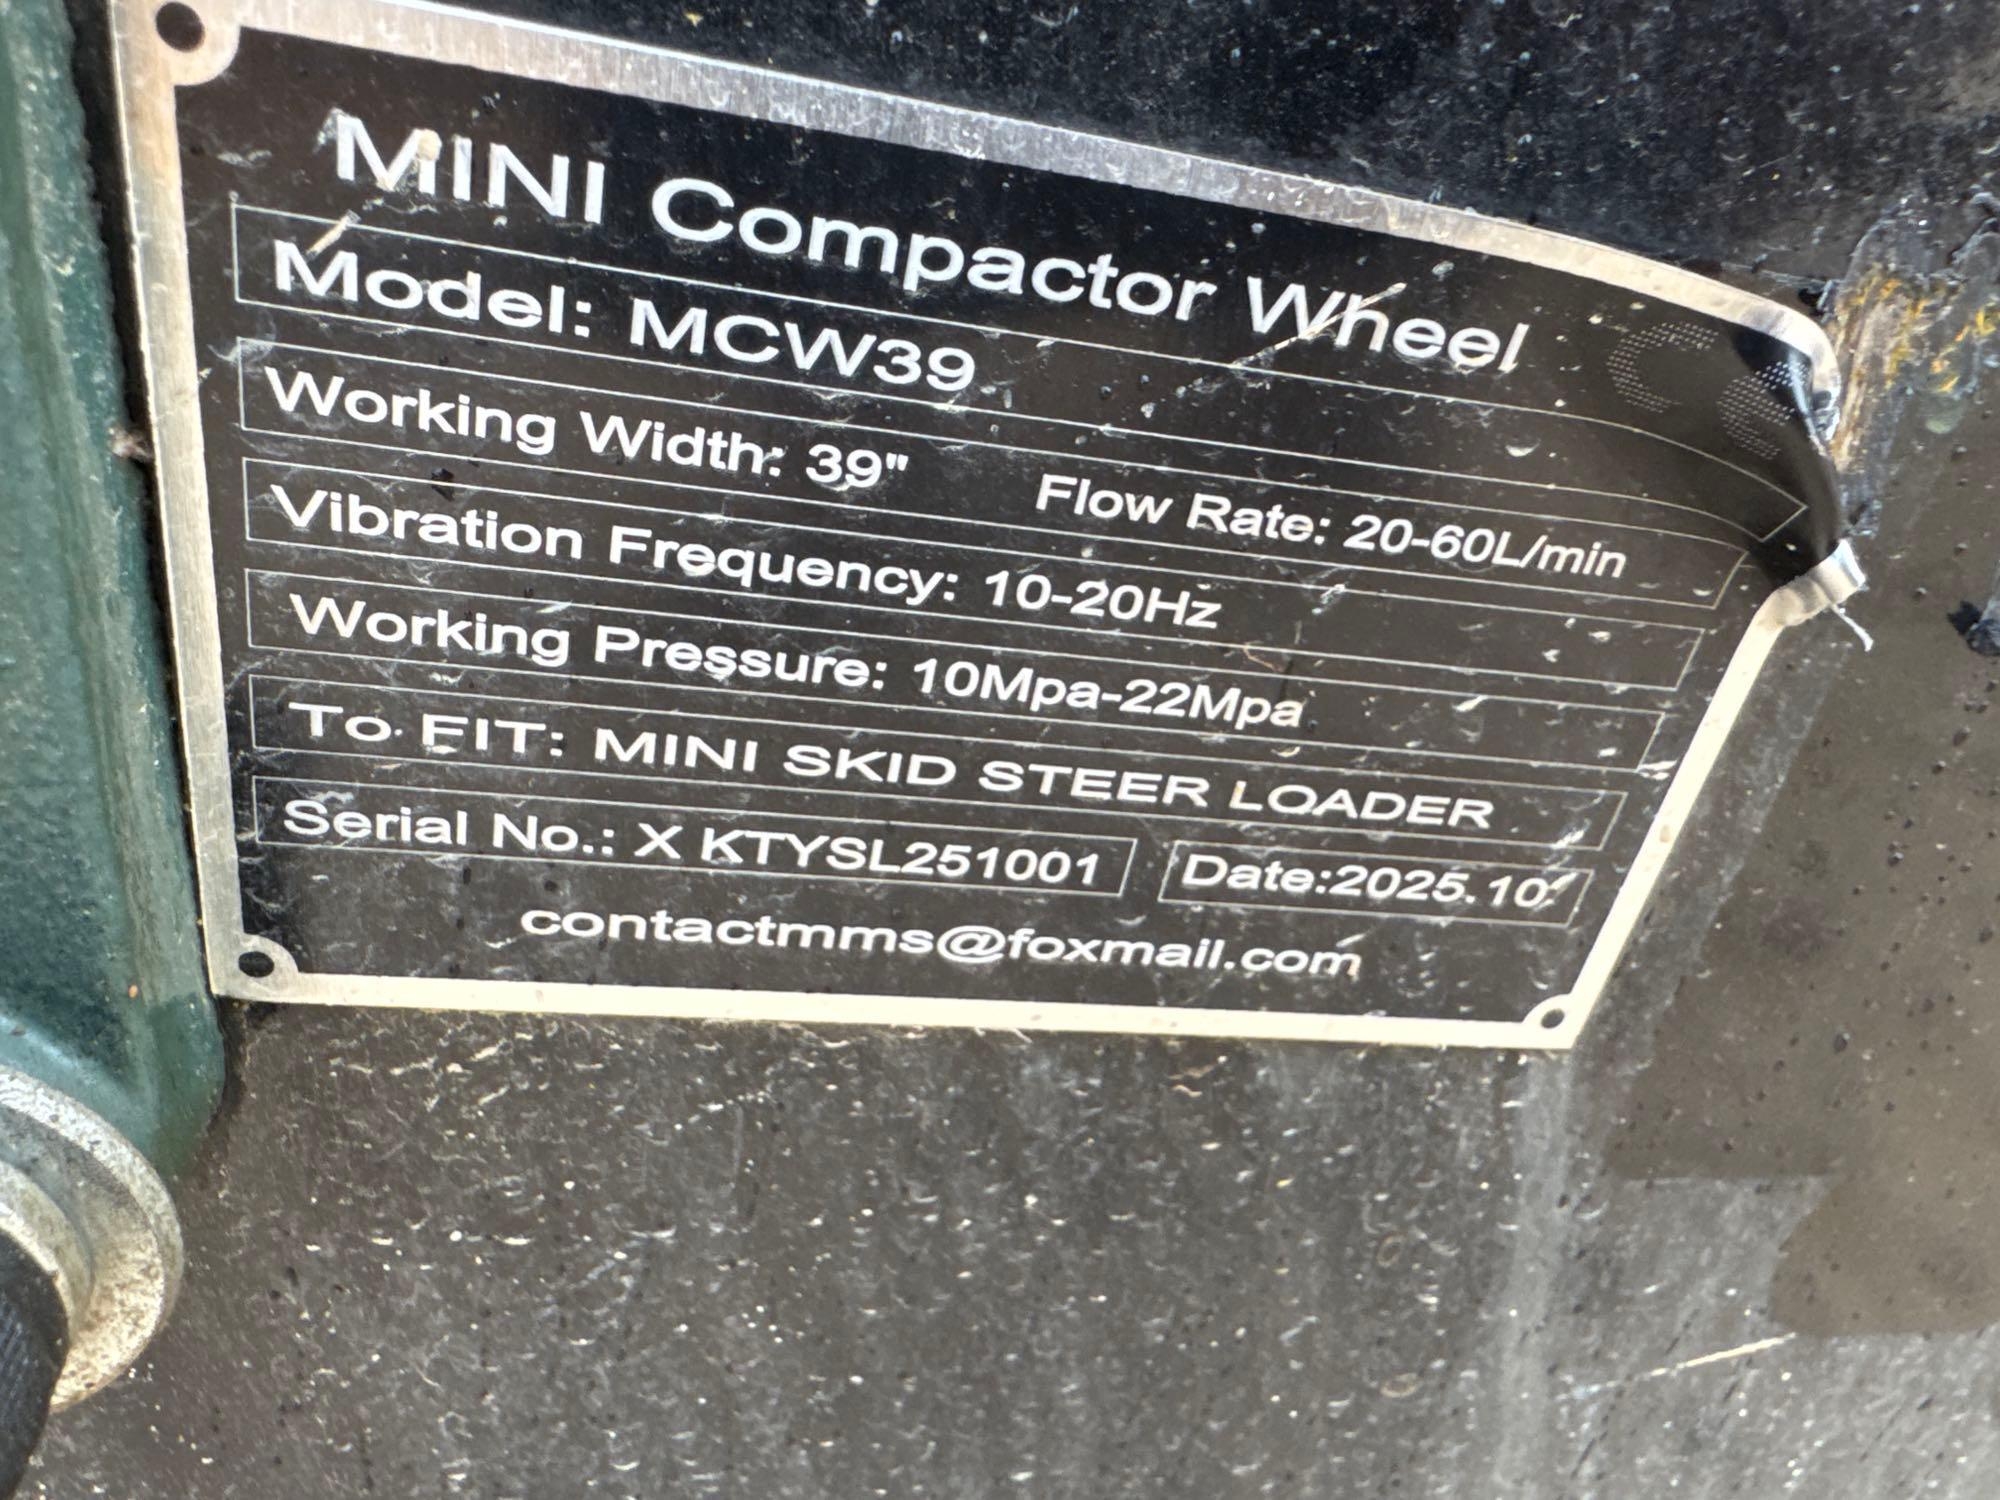 MINI Compactor Wheel
Model: MCW39
Working Width: 39" Flow Rate: 20-60L/min
Vibration Frequency: 10-20Hz
Working Pressure: 10Mpa-22Mpa
To FIT: MINI SKID STEER LOADER
Serial No.: X KTYSL251001 Date:2025.10
contactmms@foxmail.com